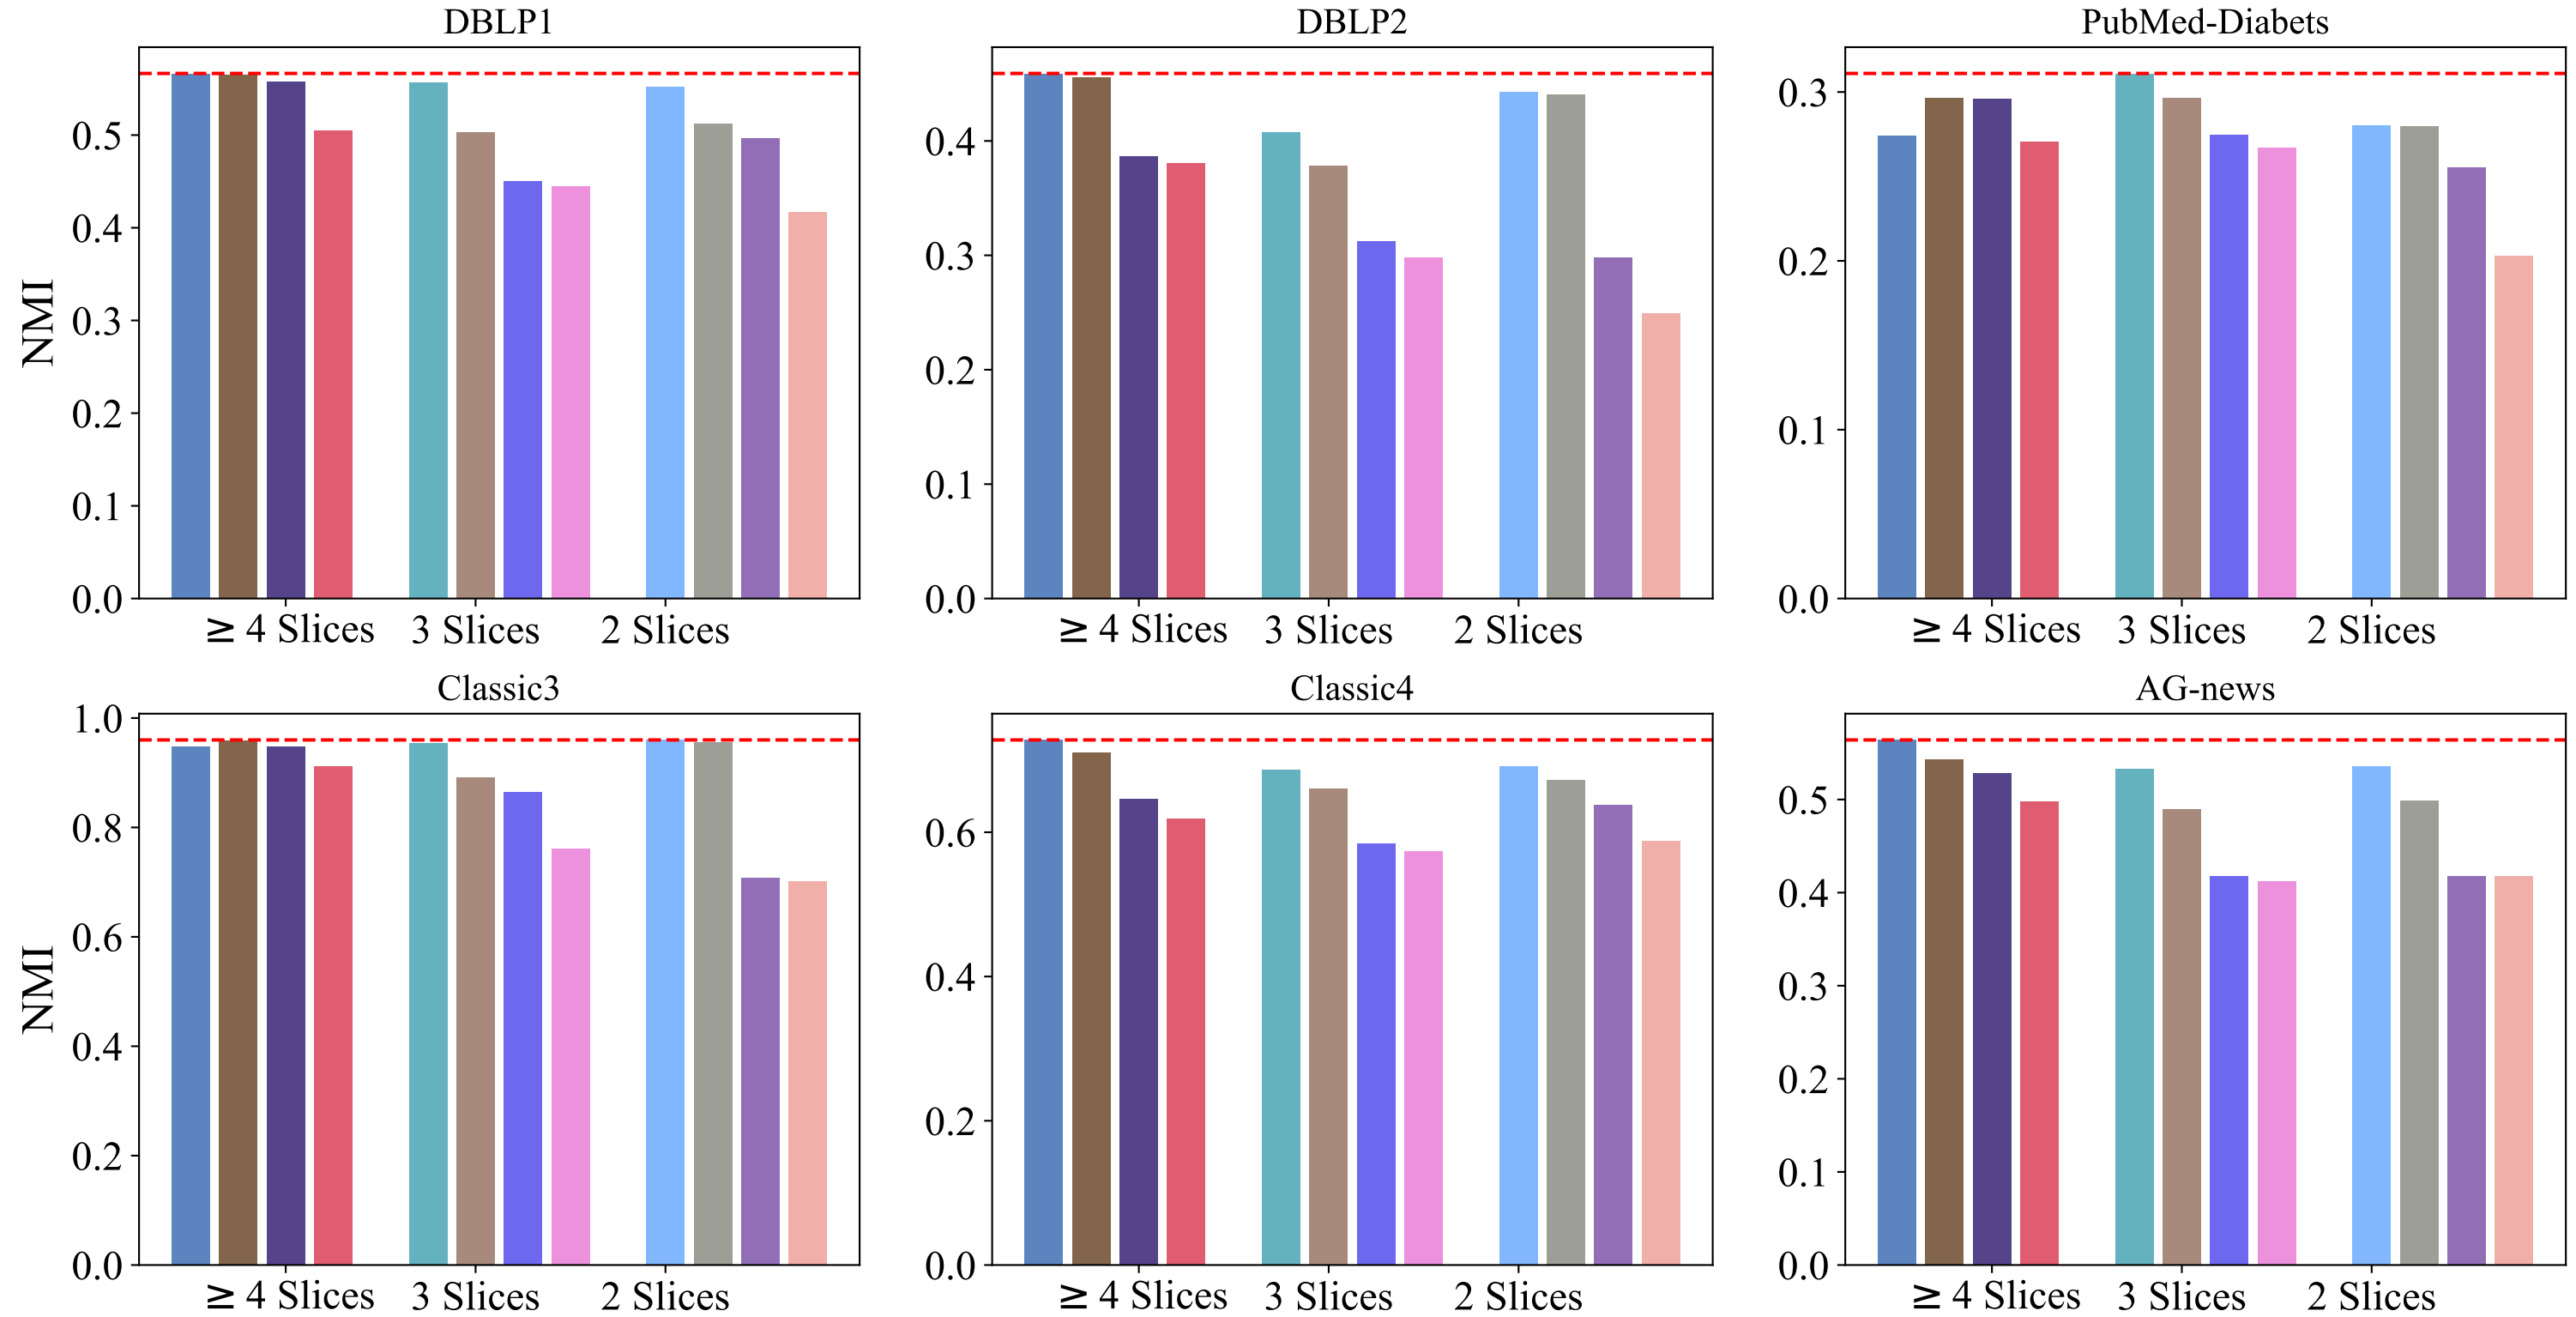 DBLP1
DBLP2
PubMed-Diabets
NMI
0.5
0.4
0.3
0.2
0.1
0.0
≥ 4 Slices
3 Slices
2 Slices
0.4
0.3
0.2
0.1
0.0
≥ 4 Slices
3 Slices
2 Slices
0.3
0.2
0.1
0.0
≥ 4 Slices
3 Slices
2 Slices
Classic3
Classic4
AG-news
NMI
1.0
0.8
0.6
0.4
0.2
0.0
≥ 4 Slices
3 Slices
2 Slices
0.6
0.4
0.2
0.0
≥ 4 Slices
3 Slices
2 Slices
0.5
0.4
0.3
0.2
0.1
0.0
≥ 4 Slices
3 Slices
2 Slices